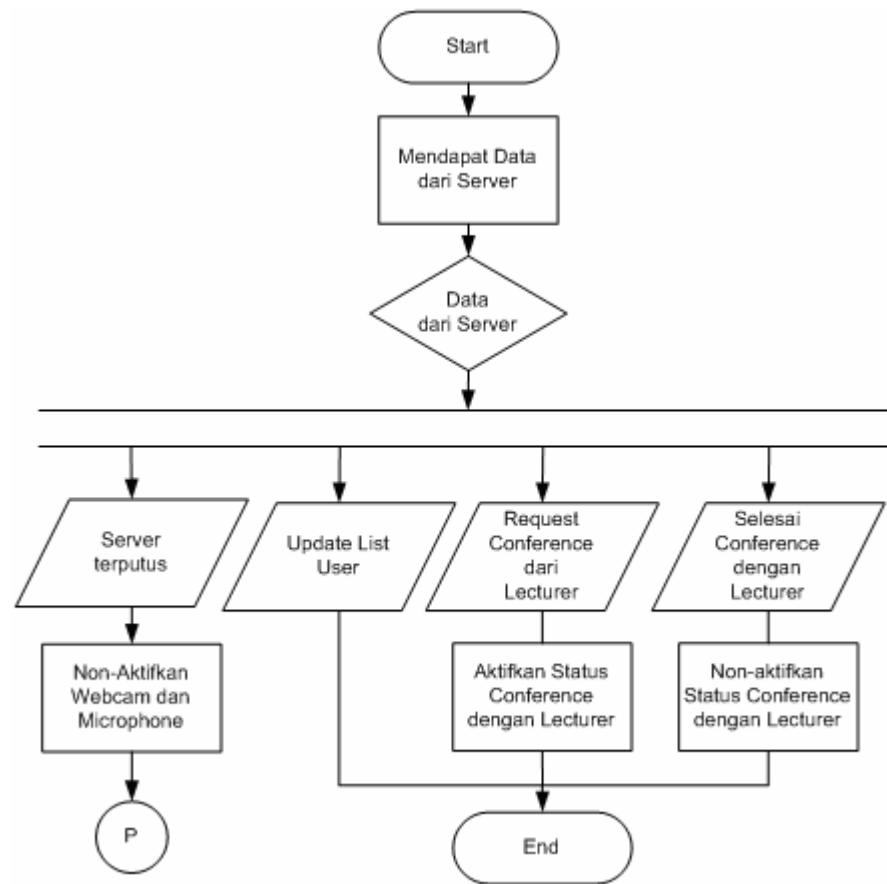 Start
Mendapat Data
dari Server
Data
dari Server
Server
terputus
Update List
User
Request
Conference
dari
Lecturer
Selesai
Conference
dengan
Lecturer
Non-Aktifkan
Webcam dan
Microphone
Aktifkan Status
Conference
dengan Lecturer
Non-aktifkan
Status Conference
dengan Lecturer
P
End